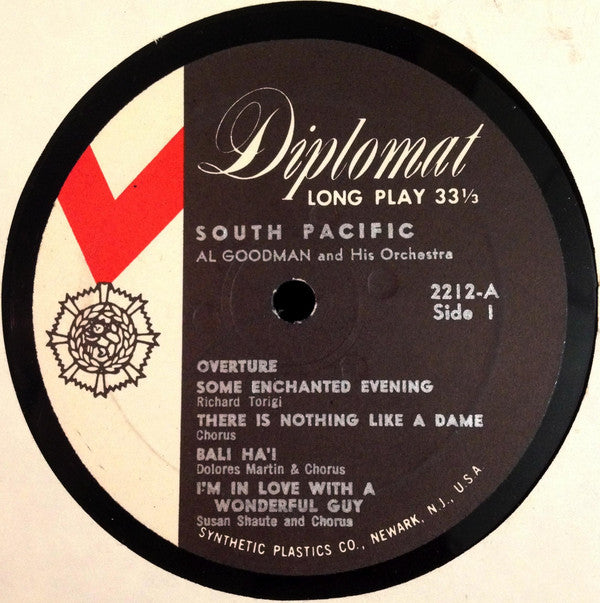 Diplomat
LONG PLAY 33⅓
SOUTH PACIFIC
AL GOODMAN and His Orchestra
2212-A
Side 1
OVERTURE
SOME ENCHANTED EVENING
Richard Torigi
THERE IS NOTHING LIKE A DAME
Chorus
BALI HA'I
Dolores Martin & Chorus
I'M IN LOVE WITH A
WONDERFUL GUY
Susan Shaute and Chorus
SYNTHETIC PLASTICS CO., NEWARK, N.J., U.S.A